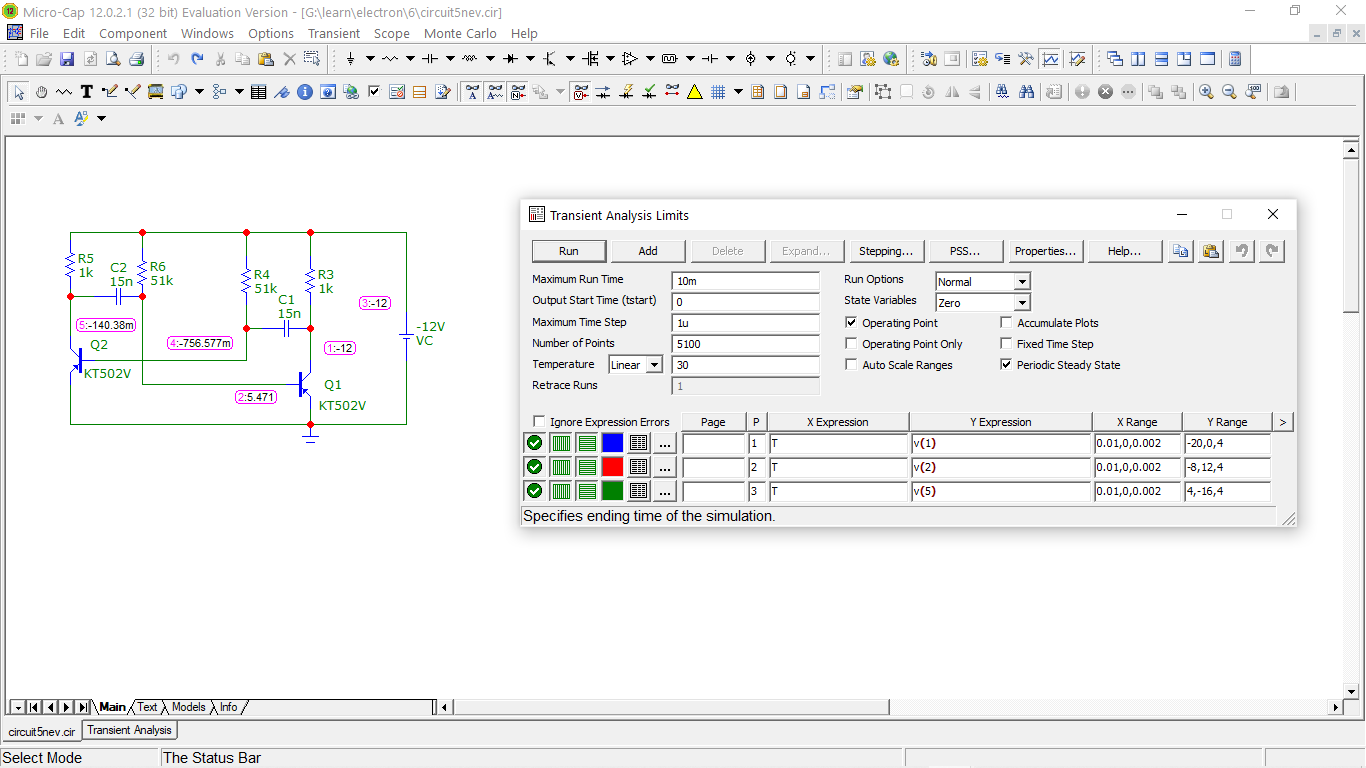 Micro-Cap 12.0.2.1 (32 bit) Evaluation Version - [G:\learn\electron\6\circuit5nev.cir]
File Edit Component Windows Options Transient Scope Monte Carlo Help
Transient Analysis Limits
Run Add Delete Expand... Stepping... PSS... Properties... Help...
Maximum Run Time 10m Run Options Normal
Output Start Time (tstart) 0 State Variables Zero
Maximum Time Step 1u Operating Point Accumulate Plots
Number of Points 5100 Operating Point Only Fixed Time Step
Temperature Linear 30 Auto Scale Ranges Periodic Steady State
Retrace Runs 1
Ignore Expression Errors Page P X Expression Y Expression X Range Y Range >
... 1 T v(1) 0.01,0,0.002 -20,0,4
... 2 T v(2) 0.01,0,0.002 -8,12,4
... 3 T v(5) 0.01,0,0.002 4,-16,4
Specifies ending time of the simulation.
R5
1k
C2
15n
R6
51k
R4
51k
R3
1k
C1
15n
3:-12
-12V
VC
5:-140.38m
4:-756.577m
1:-12
Q2
KT502V
2:5.471
Q1
KT502V
Main Text Models Info
circuit5nev.cir Transient Analysis
Select Mode The Status Bar